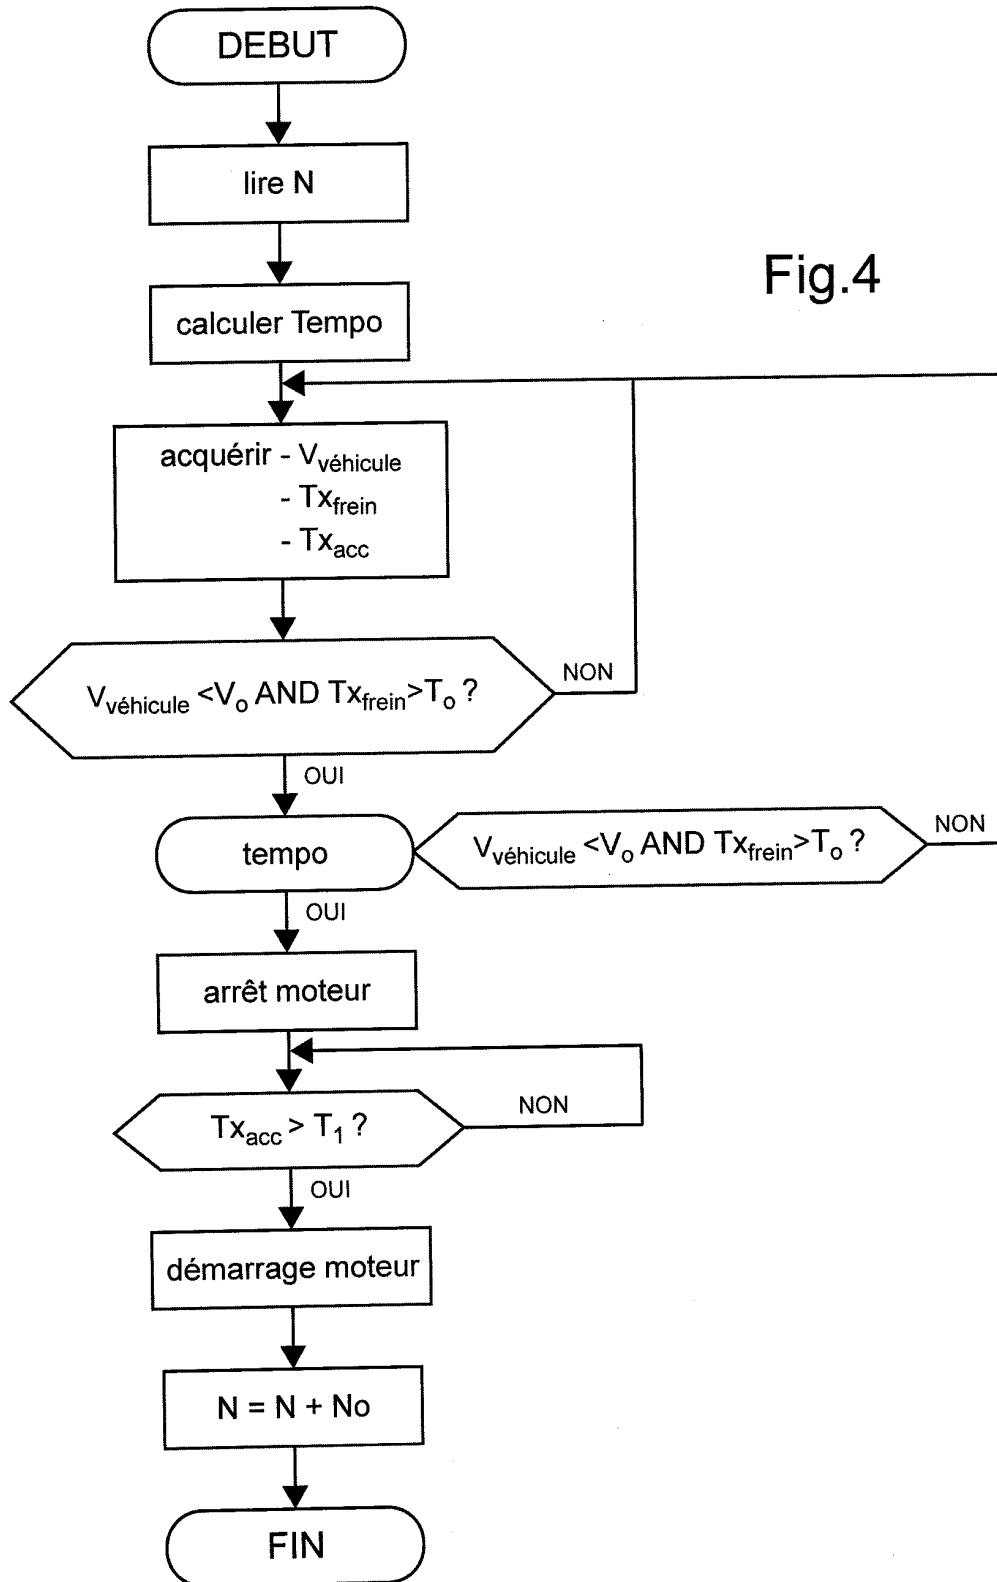 DEBUT
lire N
Fig.4
calculer Tempo
acquérir - Vvéhicule
- Txfrein
- Txacc
Vvéhicule <Vo AND Txfrein>To ?
NON
OUI
tempo
Vvéhicule <Vo AND Txfrein>To ?
NON
OUI
arrêt moteur
Txacc > T1 ?
NON
OUI
démarrage moteur
N = N + No
FIN